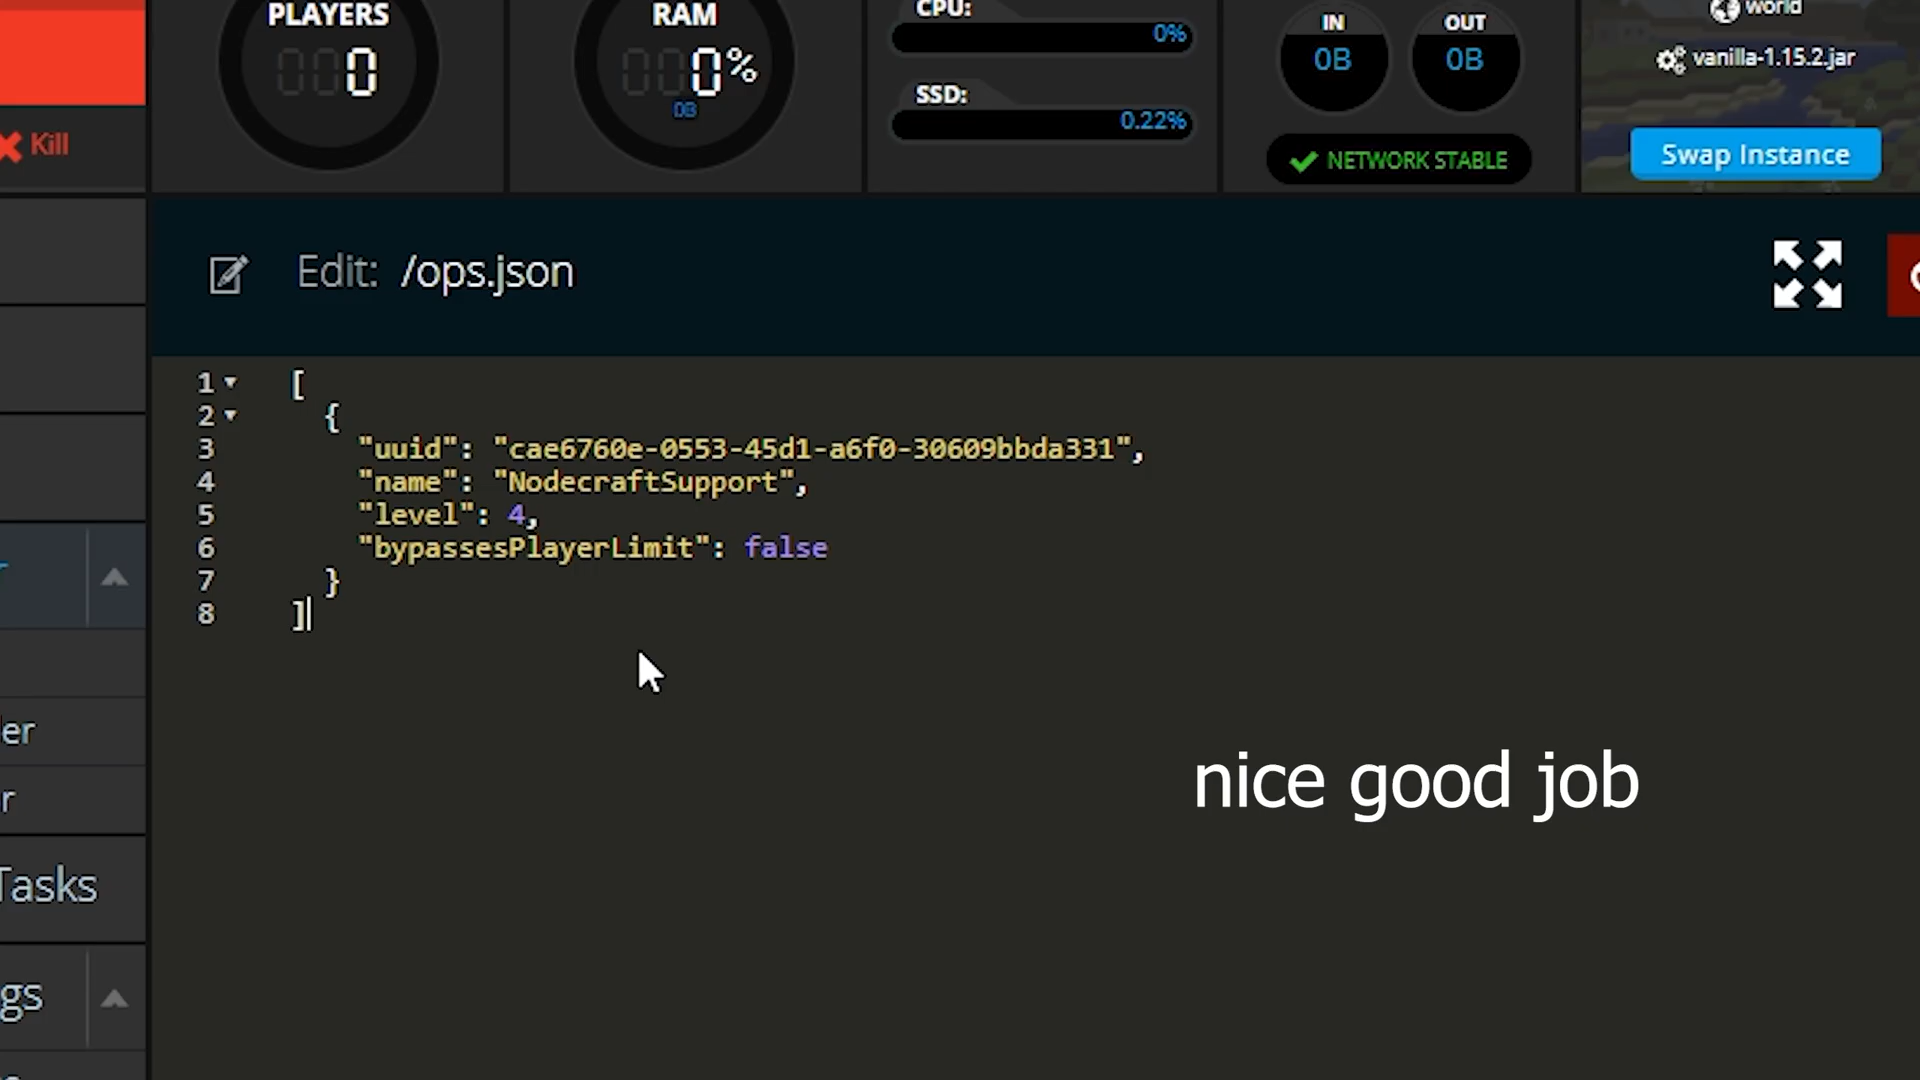 PLAYERS
0
RAM
0%
0B
CPU:
0%
SSD:
0.22%
IN
0B
OUT
0B
NETWORK STABLE
world
vanilla-1.15.2.jar
Swap Instance
Kill
Edit: /ops.json
1 [
2 {
3 "uuid": "cae6760e-0553-45d1-a6f0-30609bbda331",
4 "name": "NodecraftSupport",
5 "level": 4,
6 "bypassesPlayerLimit": false
7 }
8 ]
er
r
Tasks
gs
nice good job